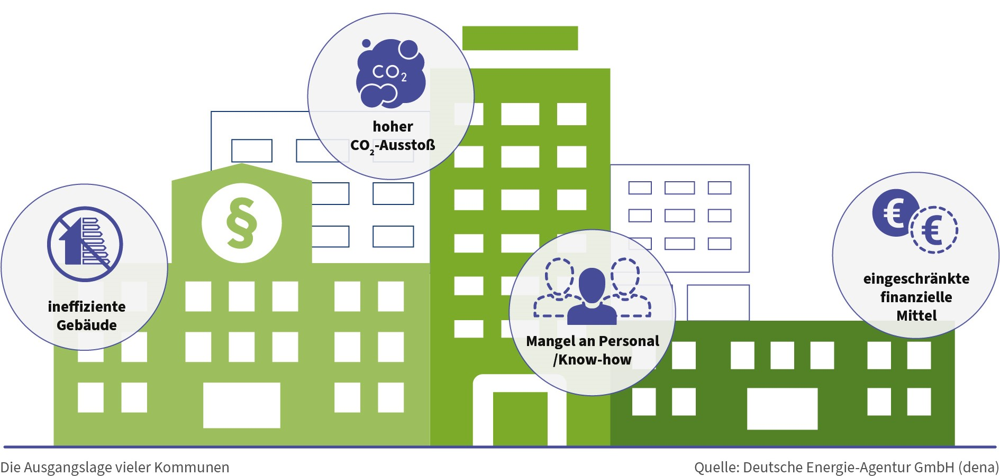 CO₂
hoher
CO₂-Ausstoß
§
ineffiziente
Gebäude
€
€
eingeschränkte
finanzielle
Mittel
Mangel an Personal
/Know-how
Die Ausgangslage vieler Kommunen
Quelle: Deutsche Energie-Agentur GmbH (dena)